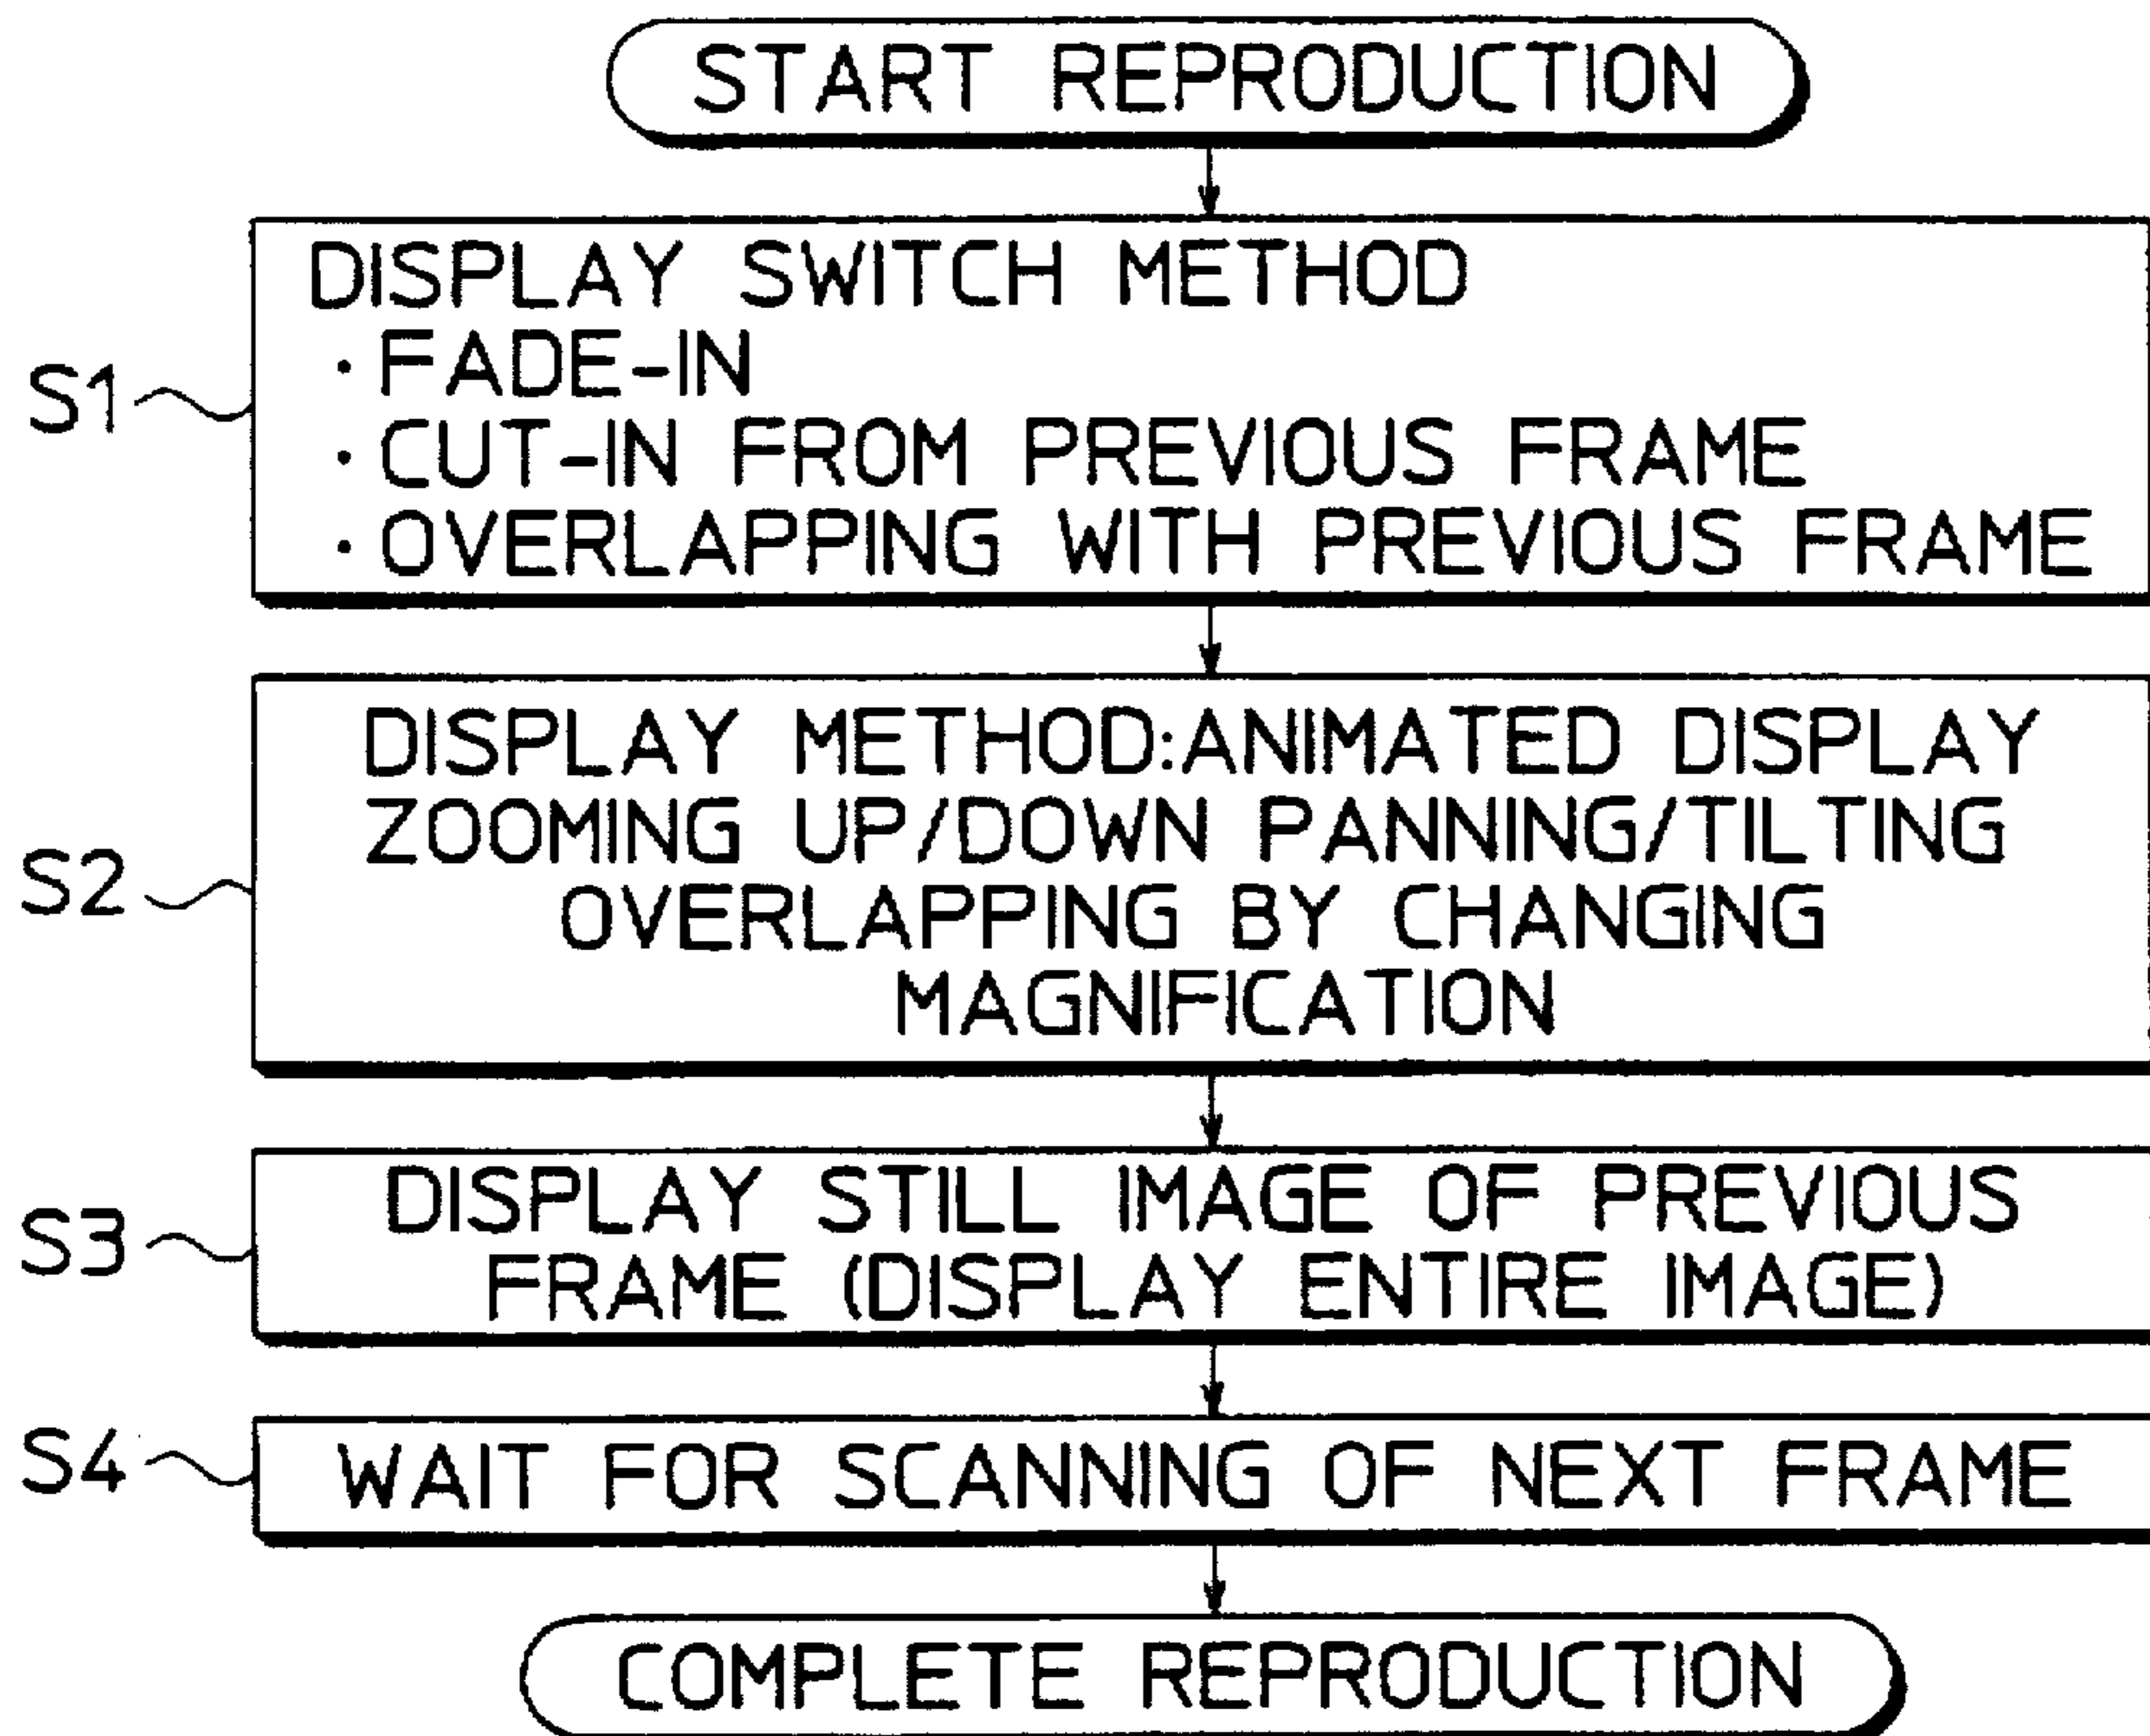 START REPRODUCTION
DISPLAY SWITCH METHOD
· FADE-IN
S1
· CUT-IN FROM PREVIOUS FRAME
· OVERLAPPING WITH PREVIOUS FRAME
DISPLAY METHOD:ANIMATED DISPLAY
ZOOMING UP/DOWN PANNING/TILTING
S2
OVERLAPPING BY CHANGING
MAGNIFICATION
DISPLAY STILL IMAGE OF PREVIOUS
S3
FRAME (DISPLAY ENTIRE IMAGE)
S4
WAIT FOR SCANNING OF NEXT FRAME
COMPLETE REPRODUCTION